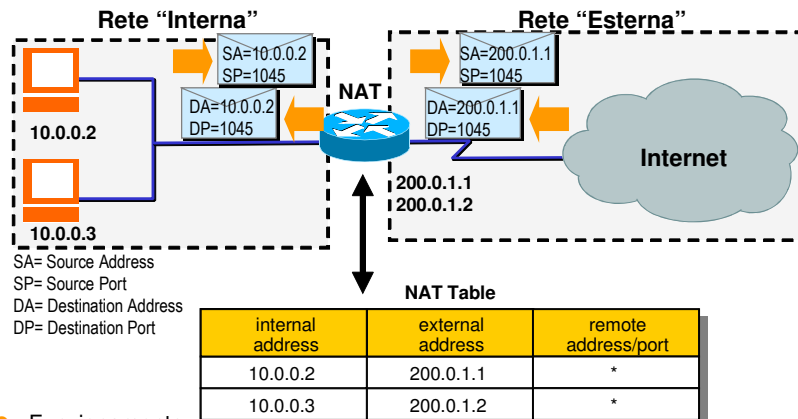 Rete “Interna”
Rete “Esterna”
SA=10.0.0.2
SP=1045
SA=200.0.1.1
SP=1045
NAT
DA=10.0.0.2
DP=1045
DA=200.0.1.1
DP=1045
10.0.0.2
Internet
200.0.1.1
200.0.1.2
10.0.0.3
SA= Source Address
SP= Source Port
DA= Destination Address
DP= Destination Port
NAT Table
internal address
external address
remote address/port
10.0.0.2
200.0.1.1
*
10.0.0.3
200.0.1.2
*